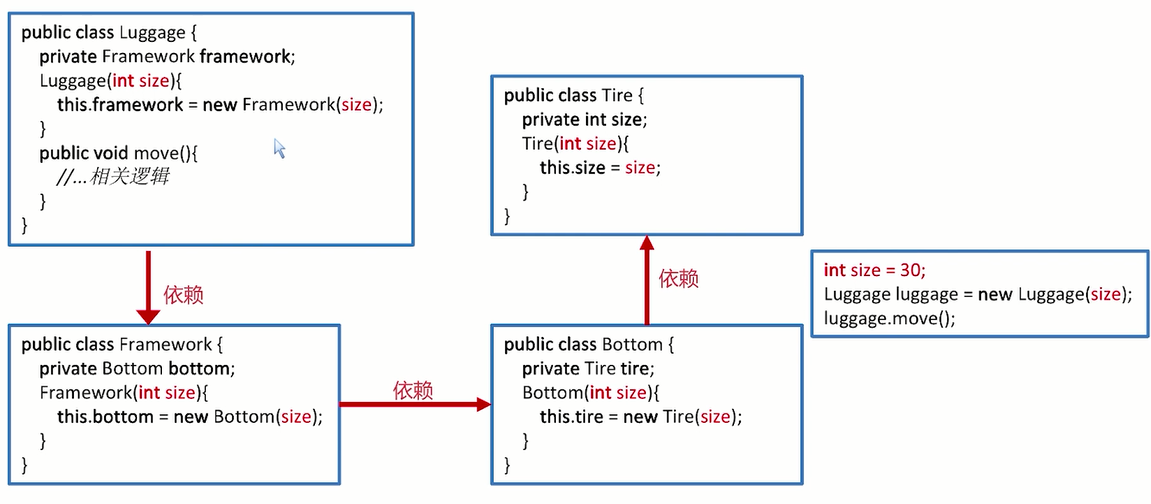 public class Luggage {
private Framework framework;
Luggage(int size){
this.framework = new Framework(size);
}
public void move(){
//...相关逻辑
}
}
依赖
public class Framework {
private Bottom bottom;
Framework(int size){
this.bottom = new Bottom(size);
}
}
依赖
public class Bottom {
private Tire tire;
Bottom(int size){
this.tire = new Tire(size);
}
}
依赖
public class Tire {
private int size;
Tire(int size){
this.size = size;
}
}
int size = 30;
Luggage luggage = new Luggage(size);
luggage.move();